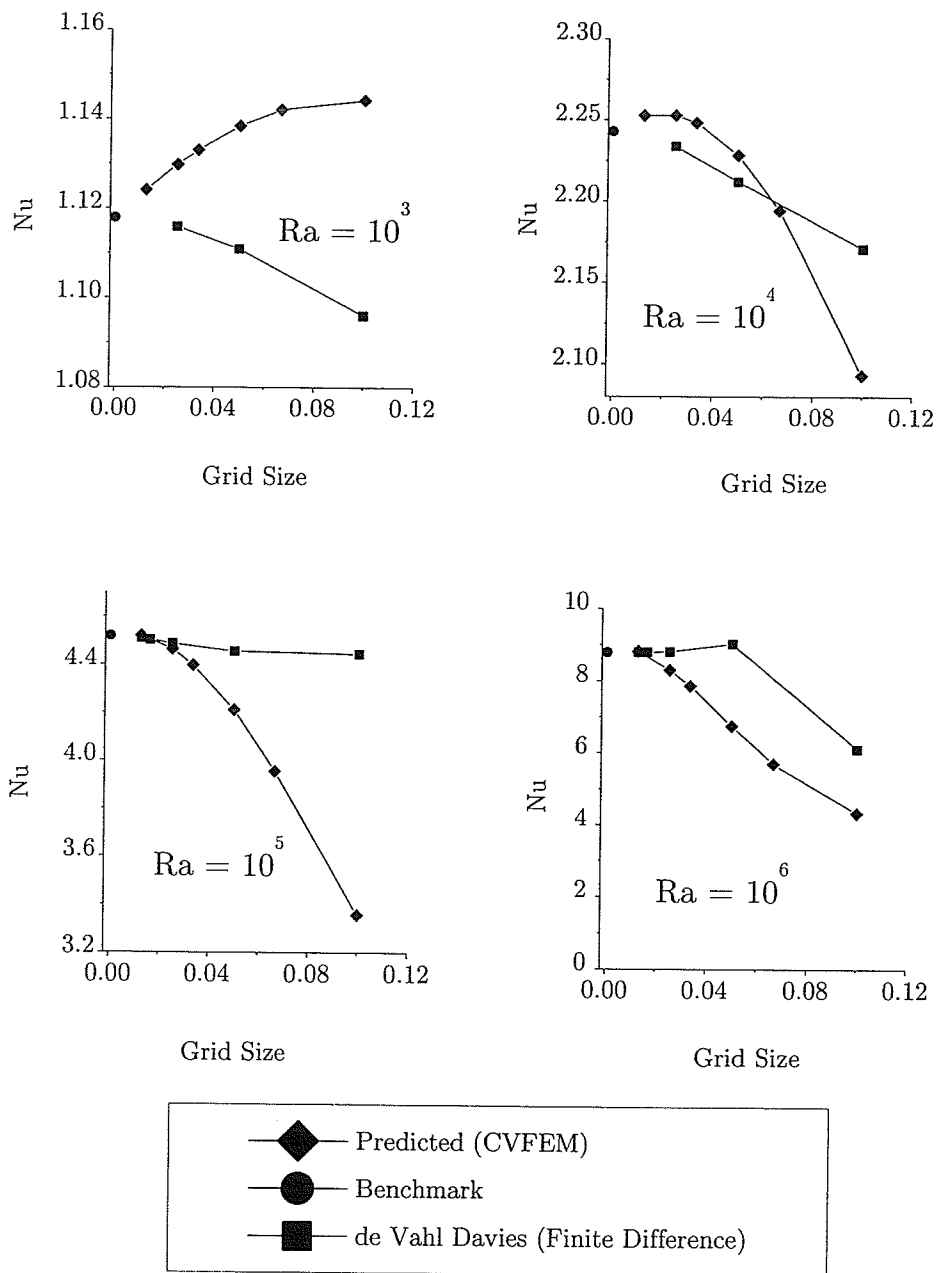 1.16
1.14
1.12
1.10
1.08
Nu
Ra = 10^3
0.00 0.04 0.08 0.12
Grid Size
2.30
2.25
2.20
2.15
2.10
Nu
Ra = 10^4
0.00 0.04 0.08 0.12
Grid Size
4.4
4.0
3.6
3.2
Nu
Ra = 10^5
0.00 0.04 0.08 0.12
Grid Size
10
8
6
4
2
0
Nu
Ra = 10^6
0.00 0.04 0.08 0.12
Grid Size
Predicted (CVFEM)
Benchmark
de Vahl Davies (Finite Difference)